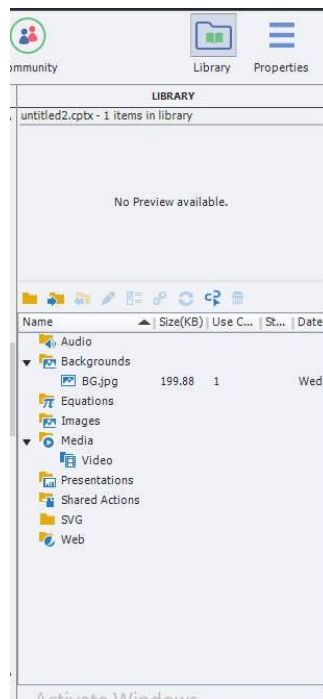 ommunity
Library
Properties
LIBRARY
untitled2.cptx - 1 items in library
No Preview available.
Name Size(KB) Use C... St... Date
Audio
Backgrounds
BG.jpg 199.88 1 Wed
Equations
Images
Media
Video
Presentations
Shared Actions
SVG
Web
Activate Windows